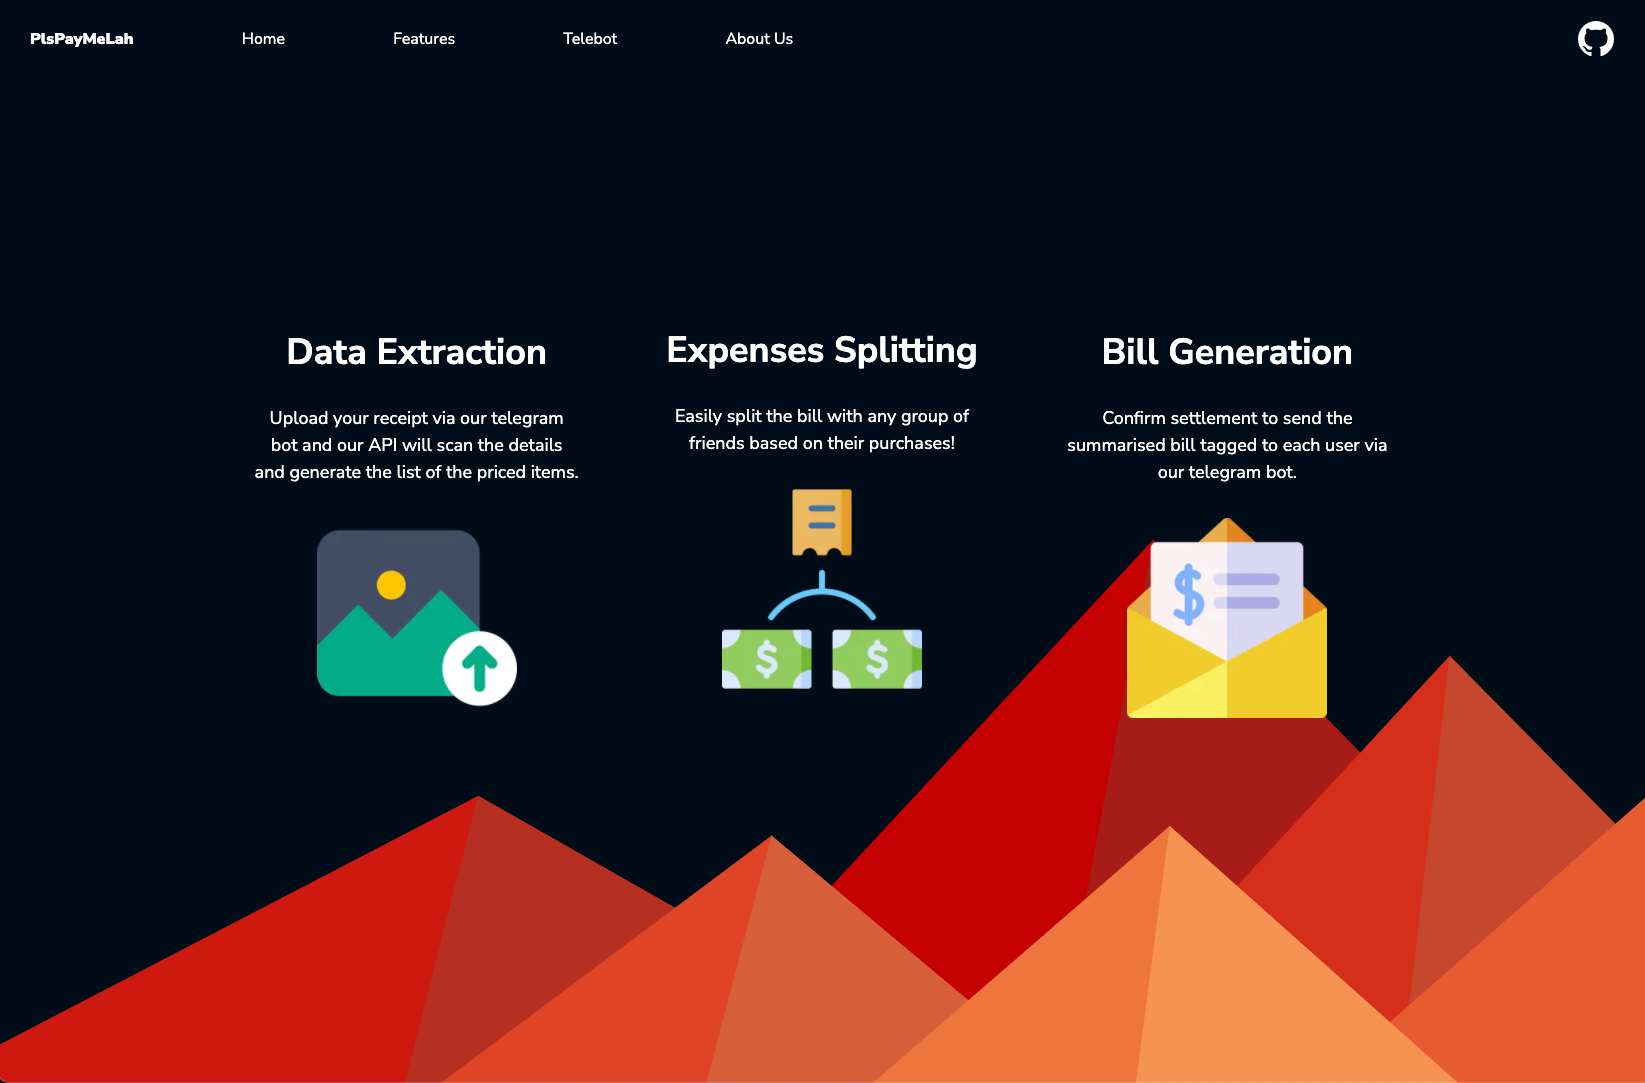 PlsPayMeLah
Home
Features
Telebot
About Us
Data Extraction
Upload your receipt via our telegram
bot and our API will scan the details
and generate the list of the priced items.
Expenses Splitting
Easily split the bill with any group of
friends based on their purchases!
$ $
Bill Generation
Confirm settlement to send the
summarised bill tagged to each user via
our telegram bot.
$